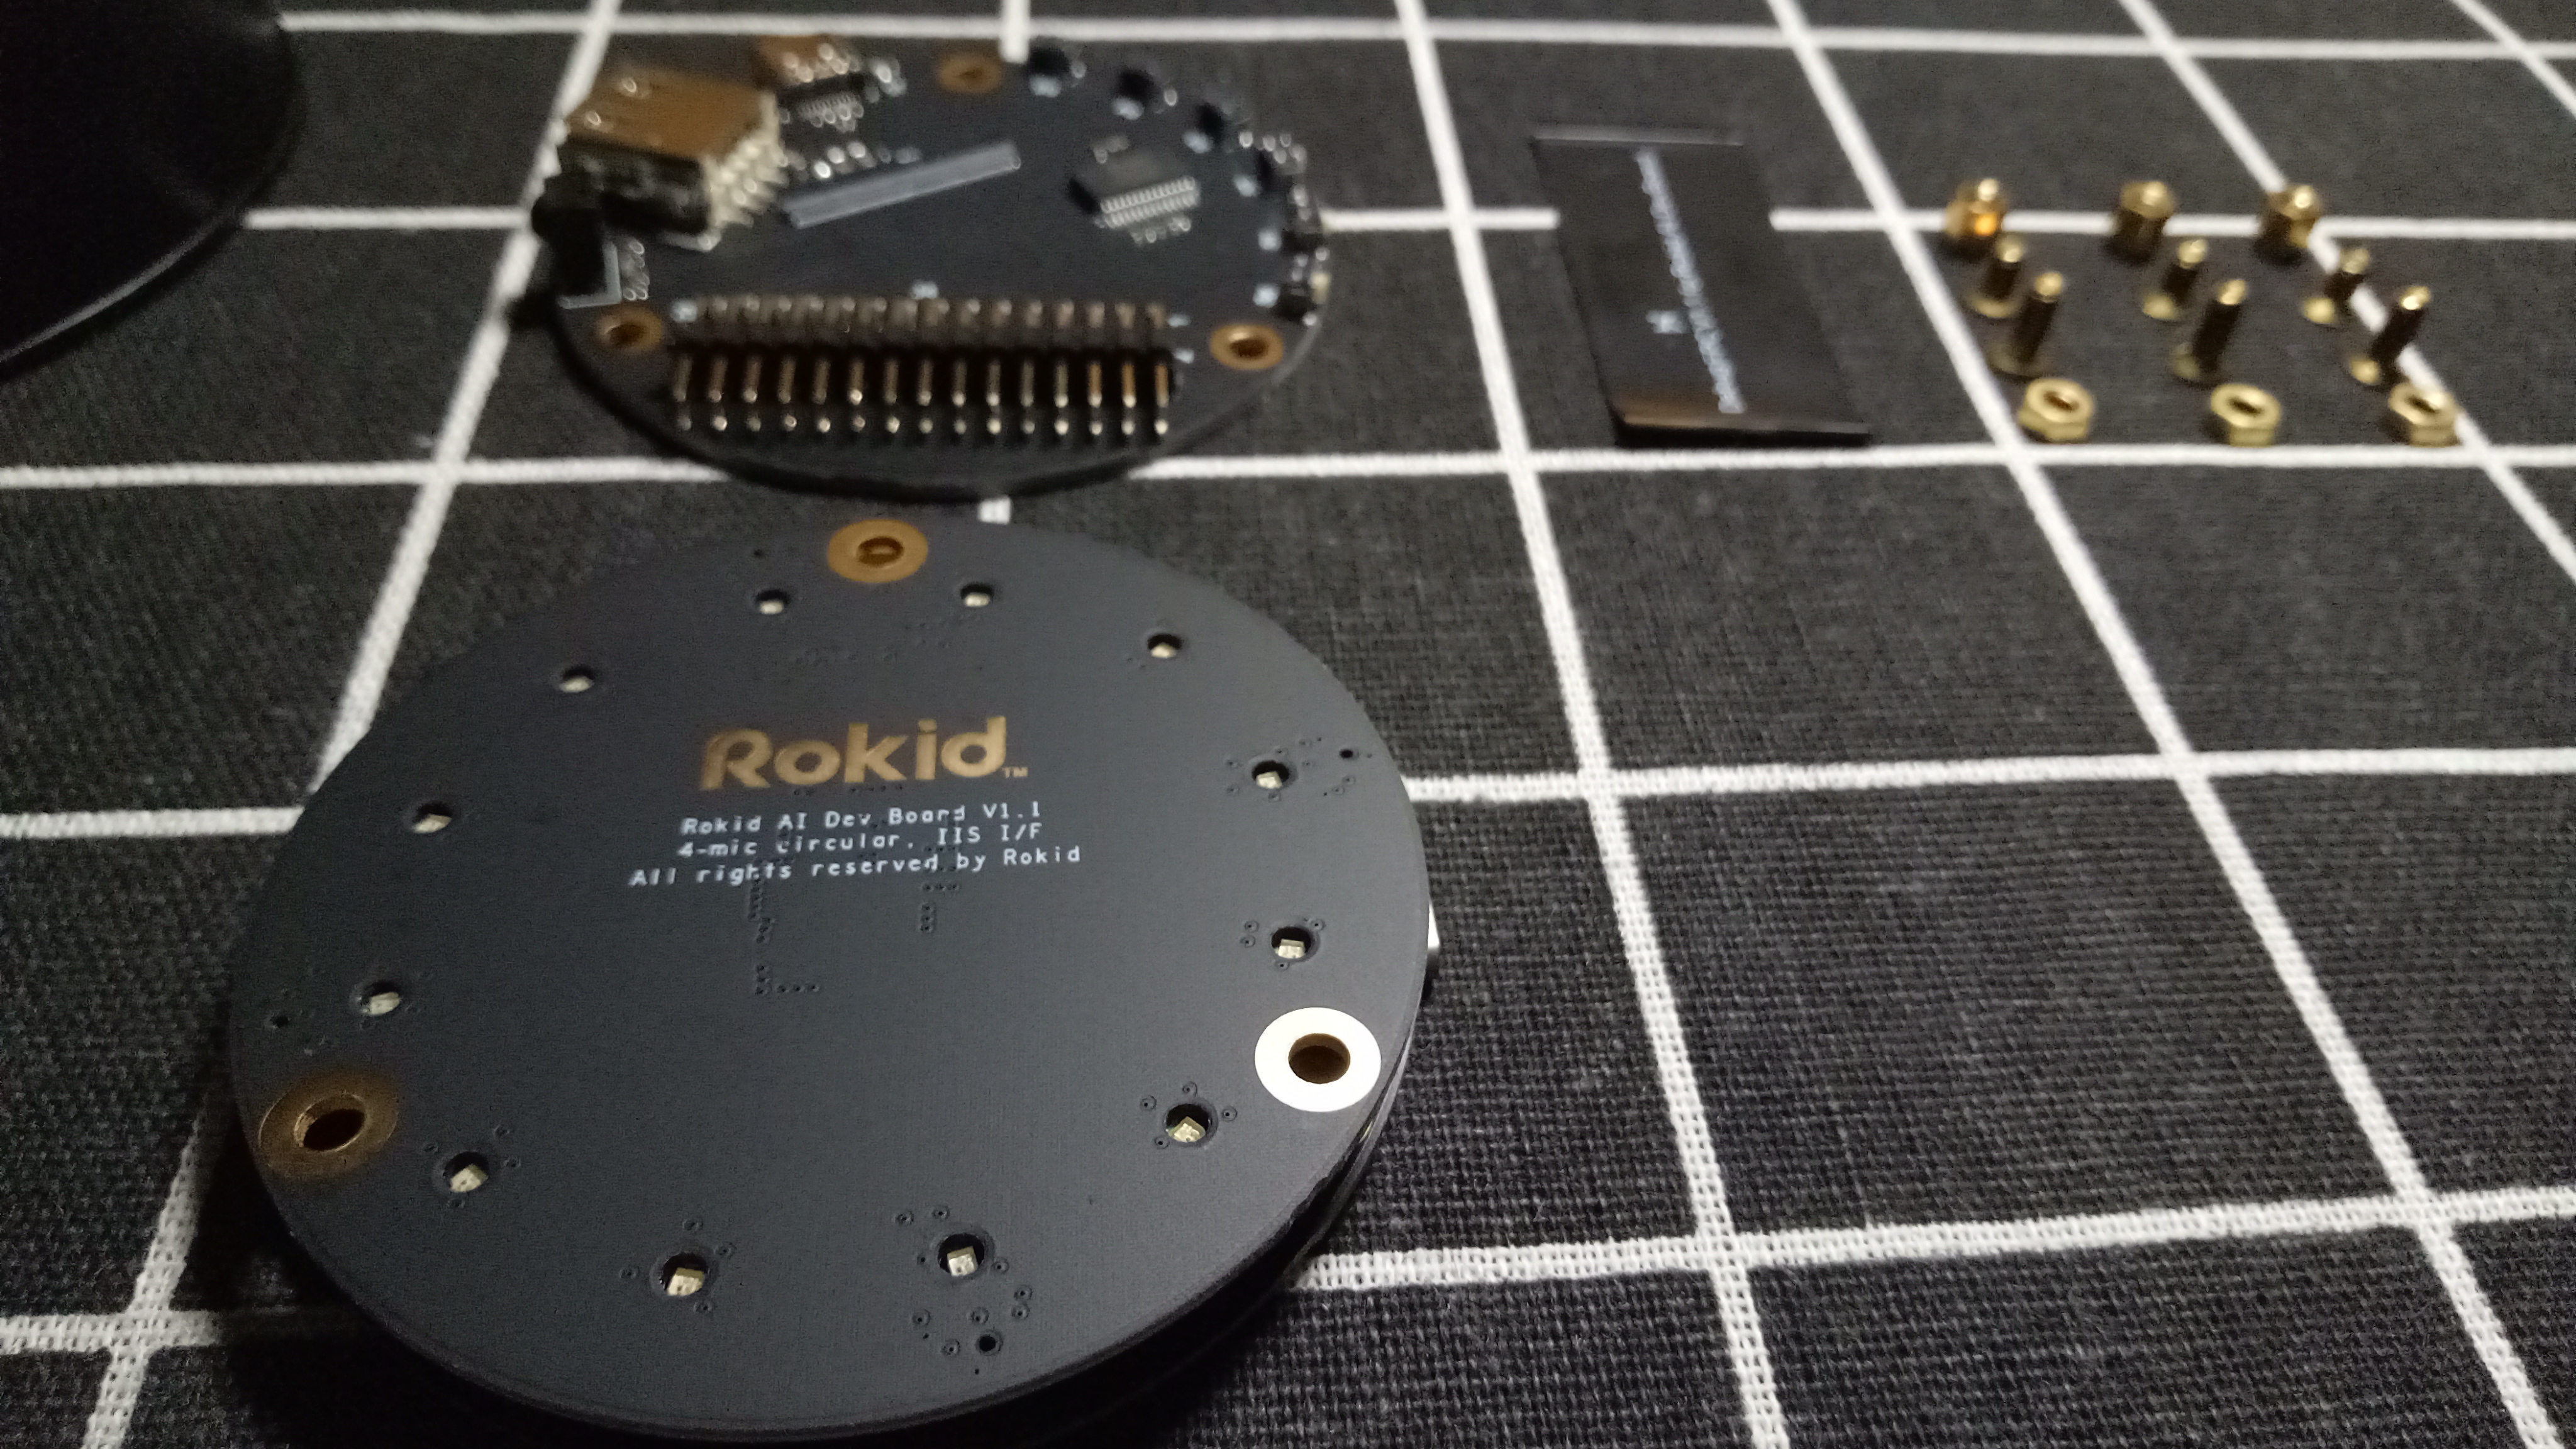 Rokid™
Rokid AI Dev Board V1.1
4-mic circular, IIS I/F
All rights reserved by Rokid